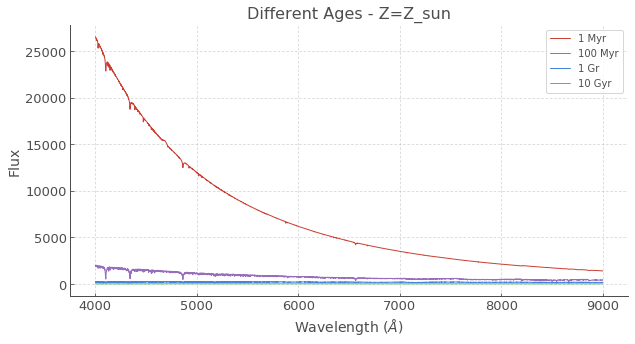 Different Ages - Z=Z_sun
1 Myr
100 Myr
1 Gr
10 Gyr
25000
20000
15000
10000
5000
0
Flux
4000 5000 6000 7000 8000 9000
Wavelength (Å)